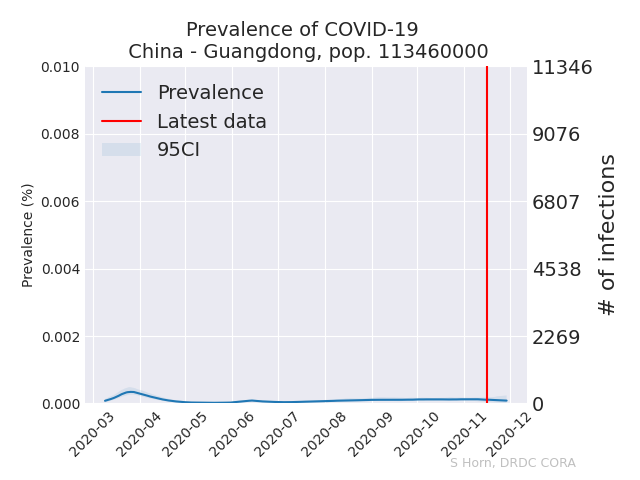 Prevalence of COVID-19
China - Guangdong, pop. 113460000
Prevalence
Latest data
95CI
Prevalence (%)
0.010
0.008
0.006
0.004
0.002
0.000
11346
9076
6807
4538
2269
0
# of infections
2020-03
2020-04
2020-05
2020-06
2020-07
2020-08
2020-09
2020-10
2020-11
2020-12
S Horn, DRDC CORA